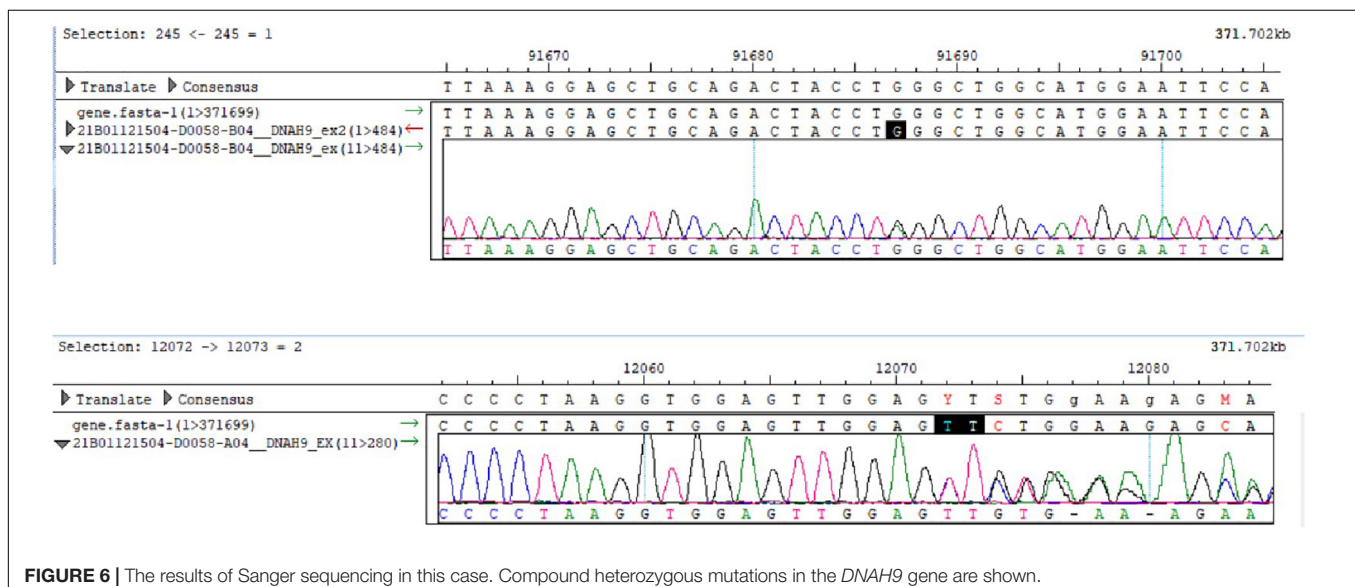 Selection: 245 <- 245 = 1
371.702kb
91670 91680 91690 91700
Translate Consensus T T A A A G G A G C T G C A G A C T A C C T G G G C T G G C A T G G A A T T C C A
gene.fasta-1(1>371699) T T A A A G G A G C T G C A G A C T A C C T G G G C T G G C A T G G A A T T C C A
21B01121504-D0058-B04__DNAH9_ex2(1>484) T T A A A G G A G C T G C A G A C T A C C T G G G C T G G C A T G G A A T T C C A
21B01121504-D0058-B04__DNAH9_ex(11>484)
T T A A A G G A G C T G C A G A C T A C C T G G G C T G G C A T G G A A T T C C A
Selection: 12072 -> 12073 = 2
371.702kb
12060 12070 12080
Translate Consensus C C C C T A A G G T G G A G T T G G A G Y T S T G g A A g A G M A
gene.fasta-1(1>371699) C C C C T A A G G T G G A G T T G G A G T T C T G G A A G A G C A
21B01121504-D0058-A04__DNAH9_EX(11>280)
C C C C T A A G G T G G A G T T G G A G T T G T G - A A - A G A A
FIGURE 6 | The results of Sanger sequencing in this case. Compound heterozygous mutations in the DNAH9 gene are shown.